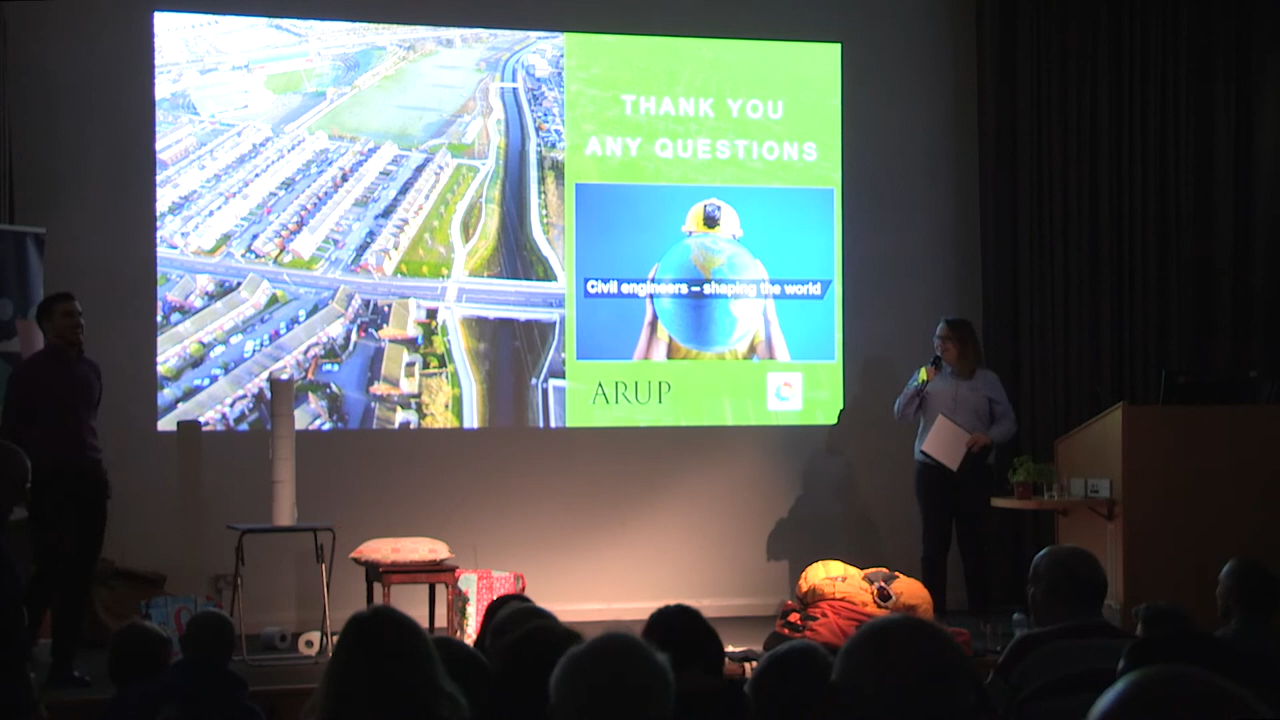 THANK YOU
ANY QUESTIONS
Civil engineers – shaping the world
ARUP